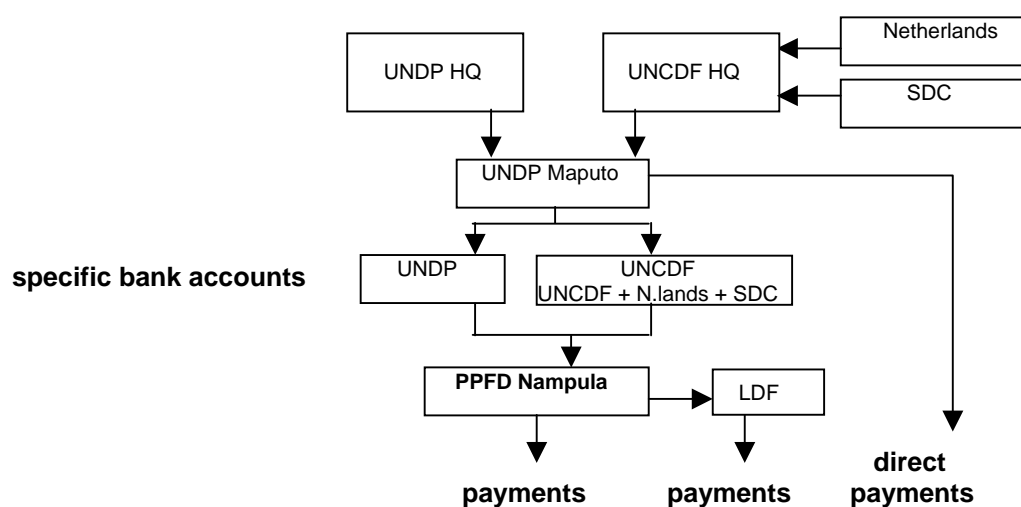 Netherlands
UNDP HQ
UNCDF HQ
SDC
UNDP Maputo
specific bank accounts
UNDP
UNCDF
UNCDF + N.lands + SDC
PPFD Nampula
LDF
payments
payments
direct
payments